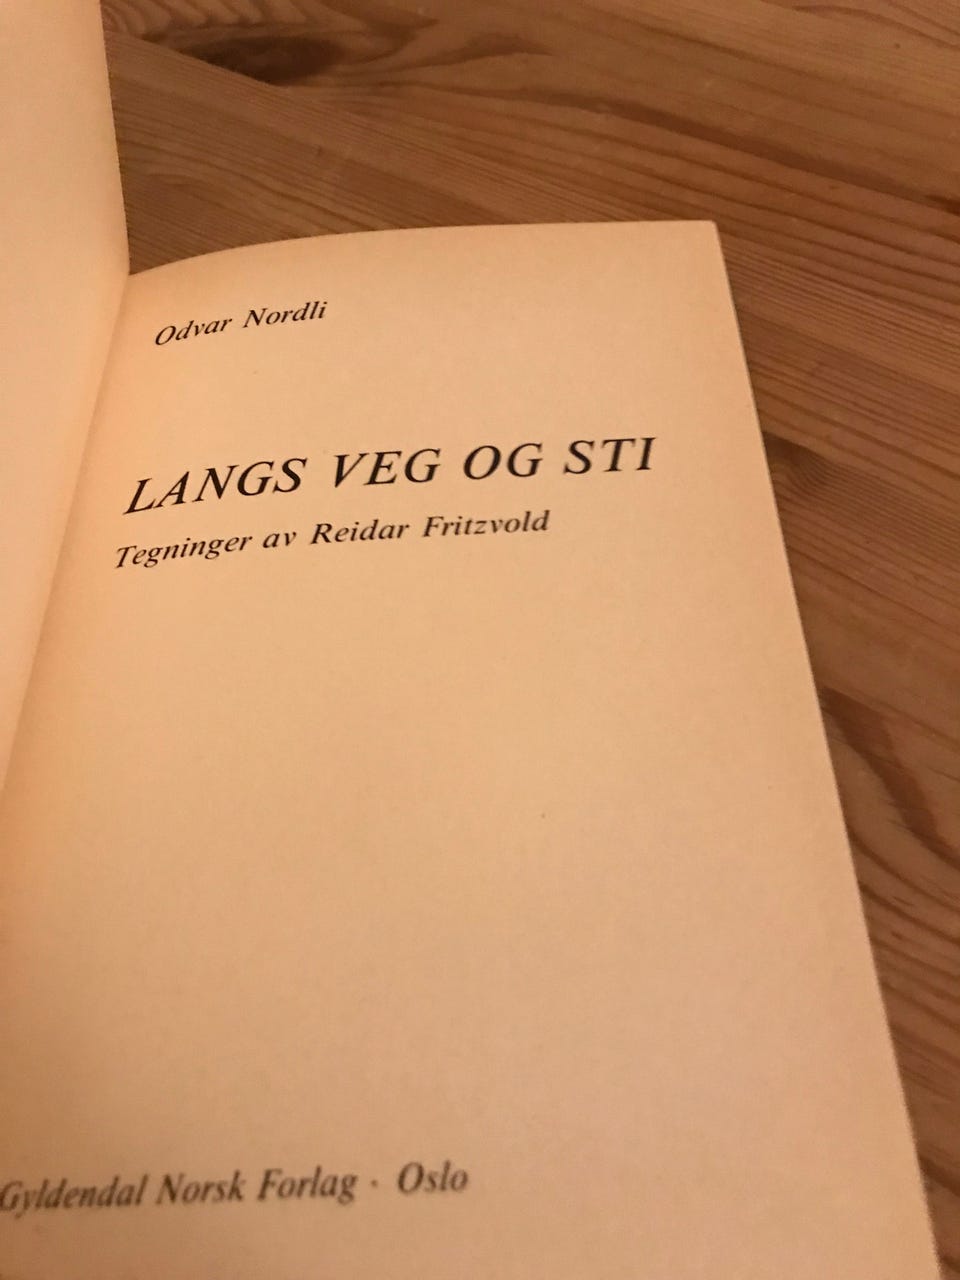 Odvar Nordli
LANGS VEG OG STI
Tegninger av Reidar Fritzvold
Gyldendal Norsk Forlag · Oslo